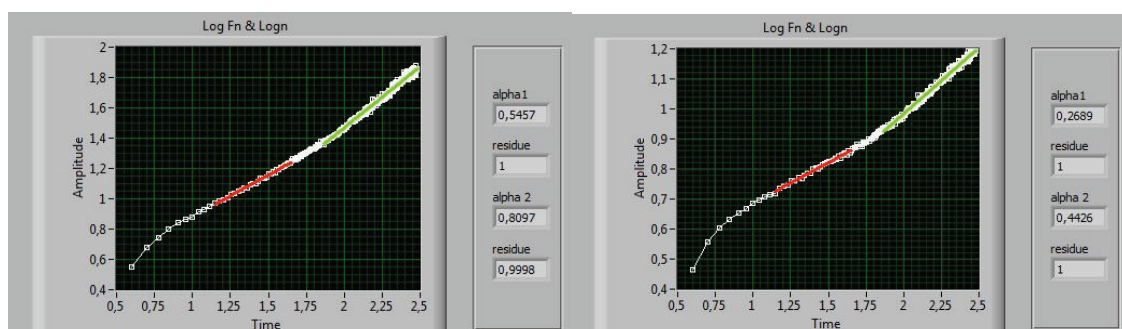 Log Fn & Logn
Amplitude
2
1,8
1,6
1,4
1,2
1
0,8
0,6
0,4
0,5 0,75 1 1,25 1,5 1,75 2 2,25 2,5
Time
alpha1
0,5457
residue
1
alpha 2
0,8097
residue
0,9998
Log Fn & Logn
Amplitude
1,2
1,1
1
0,9
0,8
0,7
0,6
0,5
0,4
0,5 0,75 1 1,25 1,5 1,75 2 2,25 2,5
Time
alpha1
0,2689
residue
1
alpha 2
0,4426
residue
1